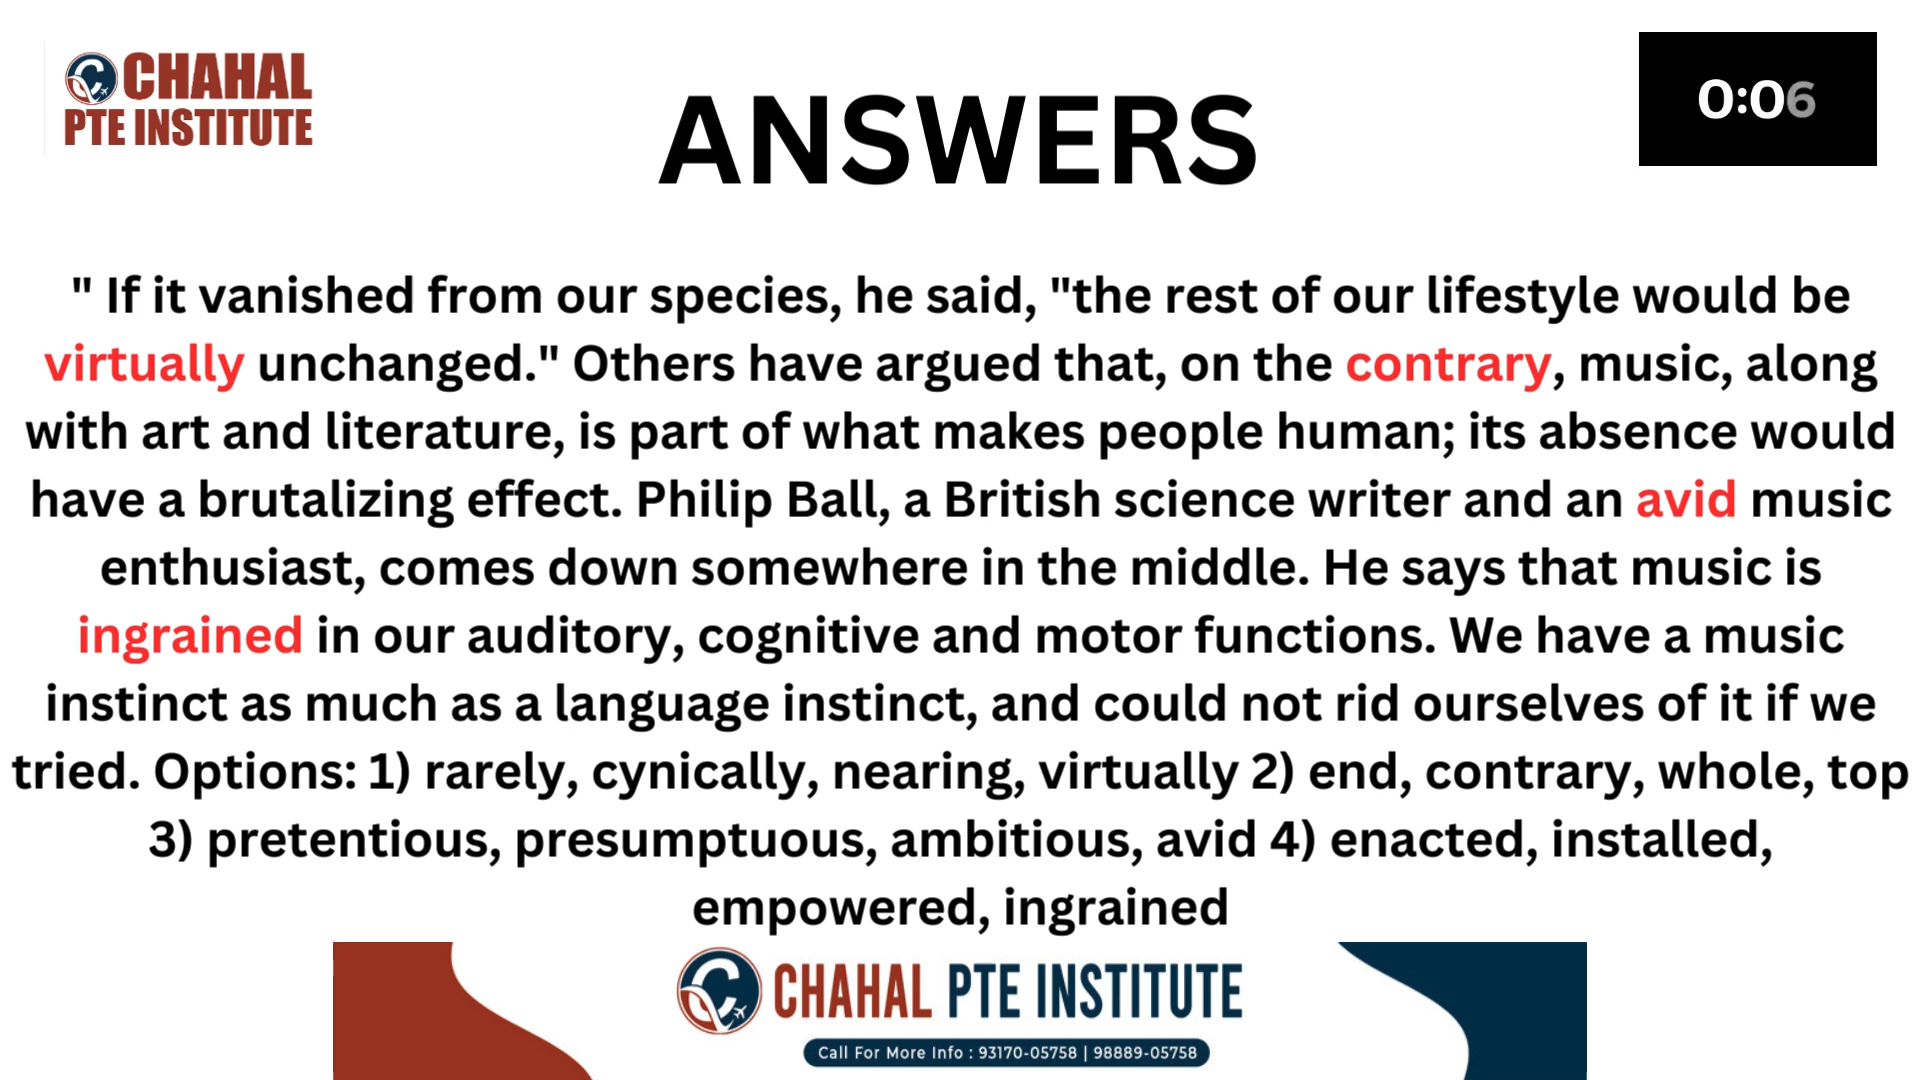 CHAHAL
PTE INSTITUTE
ANSWERS
0:06
" If it vanished from our species, he said, "the rest of our lifestyle would be
virtually unchanged." Others have argued that, on the contrary, music, along
with art and literature, is part of what makes people human; its absence would
have a brutalizing effect. Philip Ball, a British science writer and an avid music
enthusiast, comes down somewhere in the middle. He says that music is
ingrained in our auditory, cognitive and motor functions. We have a music
instinct as much as a language instinct, and could not rid ourselves of it if we
tried. Options: 1) rarely, cynically, nearing, virtually 2) end, contrary, whole, top
3) pretentious, presumptuous, ambitious, avid 4) enacted, installed,
empowered, ingrained
CHAHAL PTE INSTITUTE
Call For More Info : 93170-05758 | 98889-05758